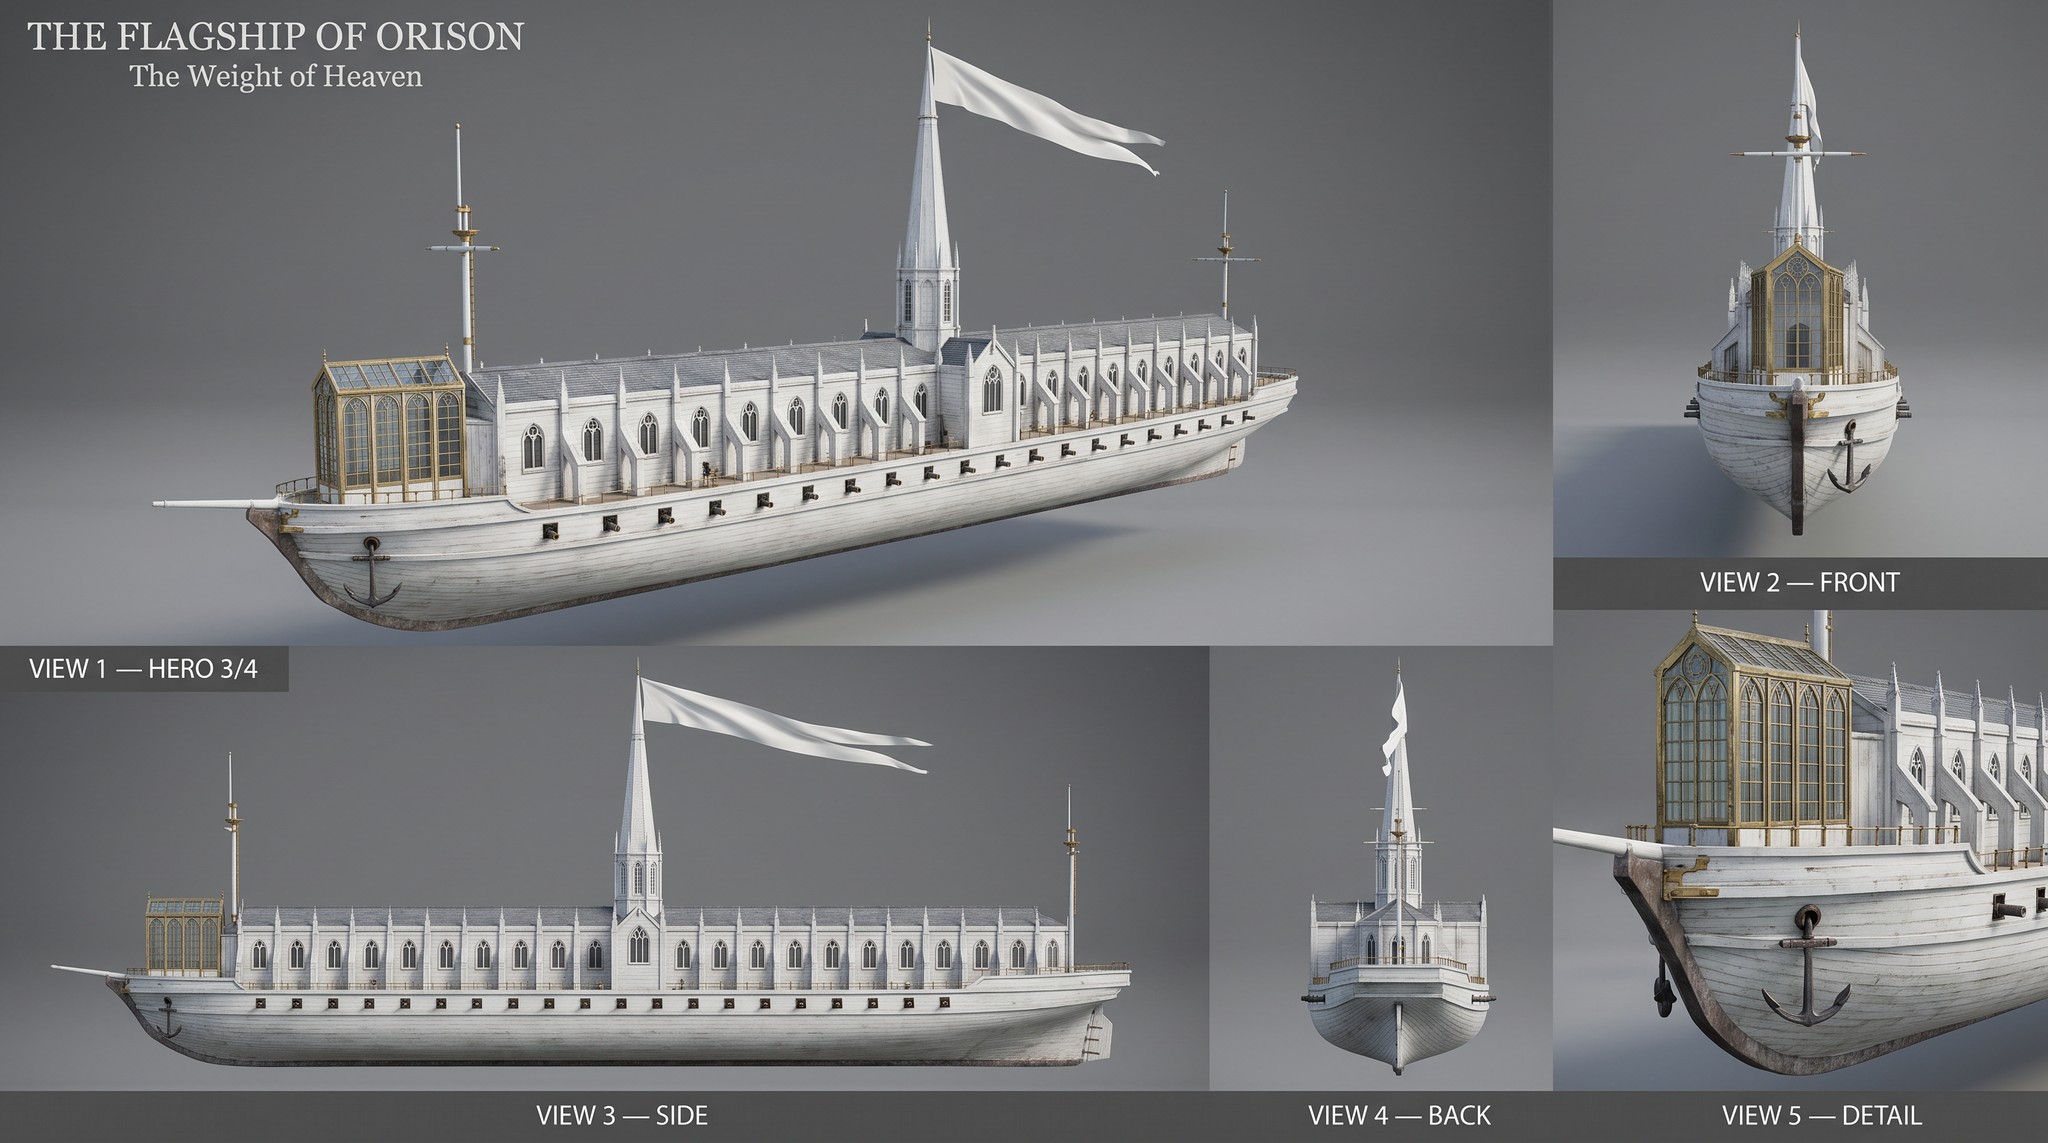 THE FLAGSHIP OF ORISON
The Weight of Heaven
VIEW 1 — HERO 3/4
VIEW 2 — FRONT
VIEW 3 — SIDE
VIEW 4 — BACK
VIEW 5 — DETAIL